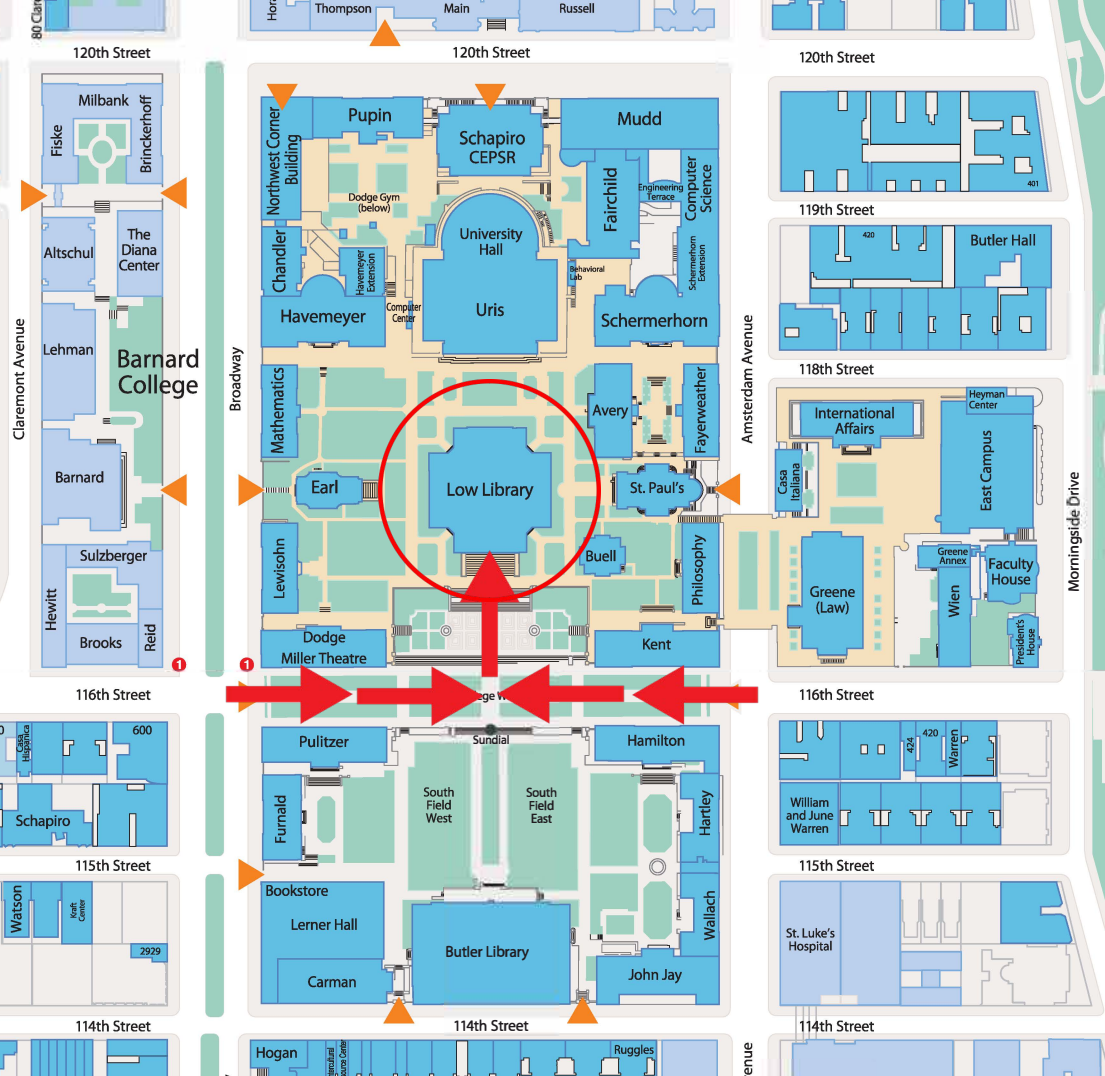 80 Clar
Thompson
Main
Russell
120th Street
120th Street
120th Street
Milbank
Fiske
Brinckerhoff
Northwest Corner
Building
Pupin
Schapiro
CEPSR
Mudd
Dodge Gym
(below)
University
Hall
Fairchild
Engineering
Terrace
Computer
Science
401
119th Street
Altschul
The
Diana
Center
Chandler
Havemeyer
Extension
Behavioral
Lab
Schermerhorn
Extension
420
Butler Hall
Havemeyer
Computer
Center
Uris
Schermerhorn
Claremont Avenue
Lehman
Barnard
College
Broadway
Amsterdam Avenue
118th Street
Mathematics
Avery
Fayerweather
International
Affairs
Heyman
Center
Barnard
Earl
Low Library
St. Paul's
Casa
Italiana
East Campus
Morningside Drive
Sulzberger
Lewisohn
Buell
Philosophy
Greene
(Law)
Greene
Annex
Faculty
House
Hewitt
Wien
Brooks
Reid
Dodge
Miller Theatre
Kent
President's
House
1
1
116th Street
116th Street
lege W
Casa
Hispanica
600
Pulitzer
Sundial
Hamilton
424
420
Warren
Schapiro
Furnald
South
Field
West
South
Field
East
Hartley
William
and June
Warren
115th Street
115th Street
Watson
Kraft
Center
Bookstore
Lerner Hall
Wallach
St. Luke's
Hospital
2929
Butler Library
Carman
John Jay
114th Street
114th Street
114th Street
Hogan
Ruggles
enue